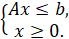 Ax ≤ b,
x ≥ 0.